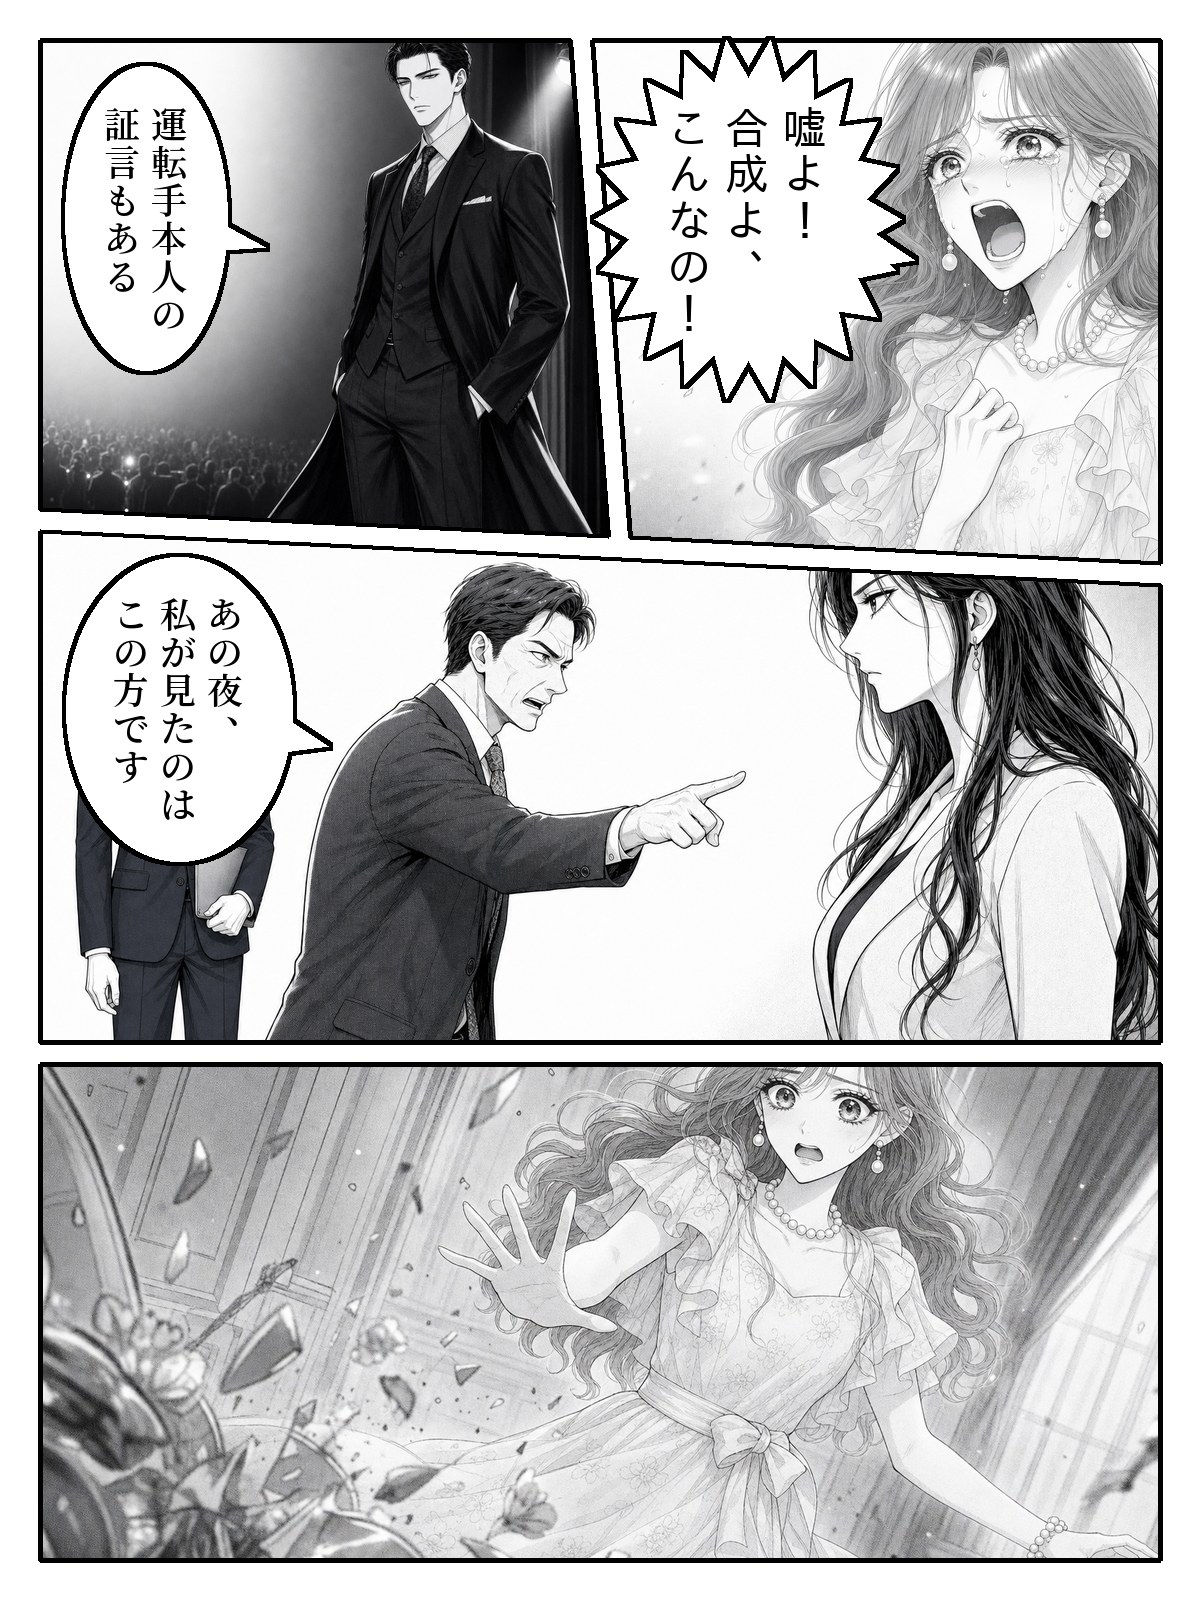 嘘よ！
合成よ、
こんなの！
運転手本人の
証言もある
あの夜、
私が見たのは
この方です